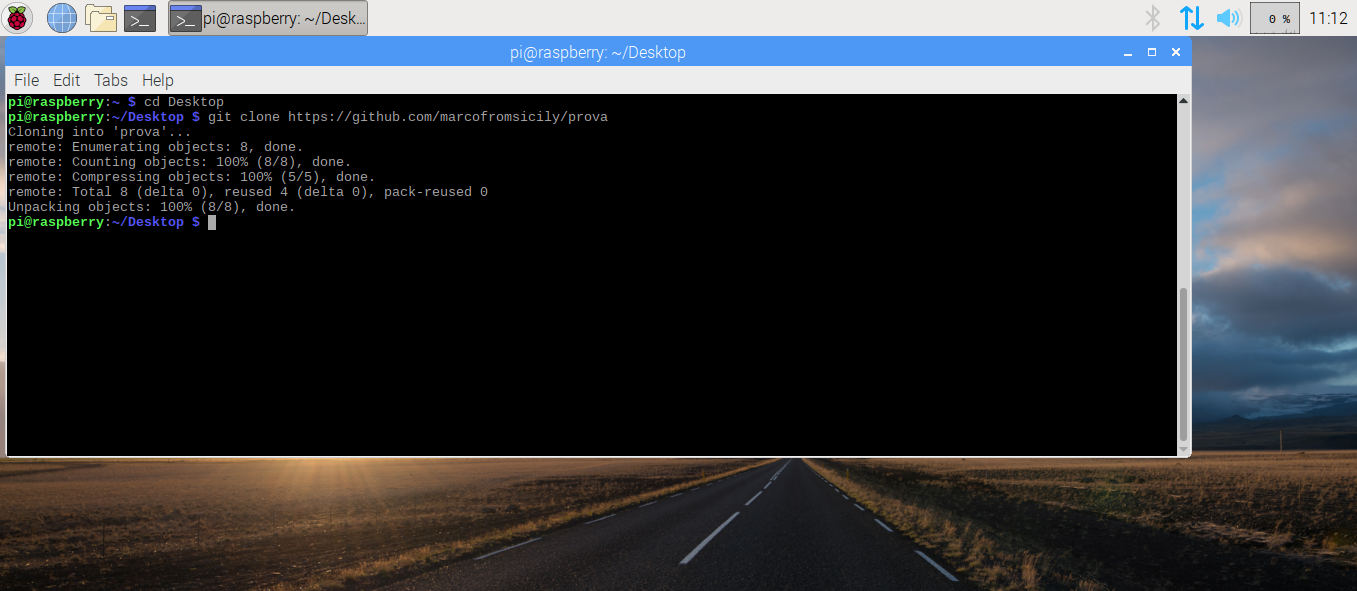 >_ >_ pi@raspberry: ~/Desk... 0 % 11:12
pi@raspberry: ~/Desktop
File Edit Tabs Help
pi@raspberry:~ $ cd Desktop
pi@raspberry:~/Desktop $ git clone https://github.com/marcofromsicily/prova
Cloning into 'prova'...
remote: Enumerating objects: 8, done.
remote: Counting objects: 100% (8/8), done.
remote: Compressing objects: 100% (5/5), done.
remote: Total 8 (delta 0), reused 4 (delta 0), pack-reused 0
Unpacking objects: 100% (8/8), done.
pi@raspberry:~/Desktop $